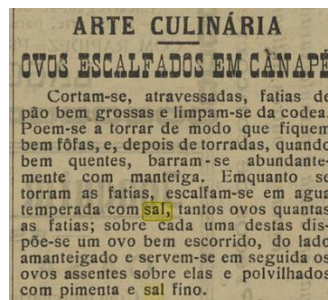 ARTE CULINÁRIA
OVOS ESCALFADOS EM CANAPÉ
Cortam-se, atravessadas, fatias de
pão bem grossas e limpam-se da codea.
Poem-se a torrar de modo que fiquem
bem fôfas, e, depois de torradas, quando
bem quentes, barram-se abundante-
mente com manteiga. Emquanto se
torram as fatias, escalfam-se em agua
temperada com sal, tantos ovos quantas
as fatias; sobre cada uma destas dis-
põe-se um ovo bem escorrido, do lado
amanteigado e servem-se em seguida os
ovos assentes sobre elas e polvilhados
com pimenta e sal fino.